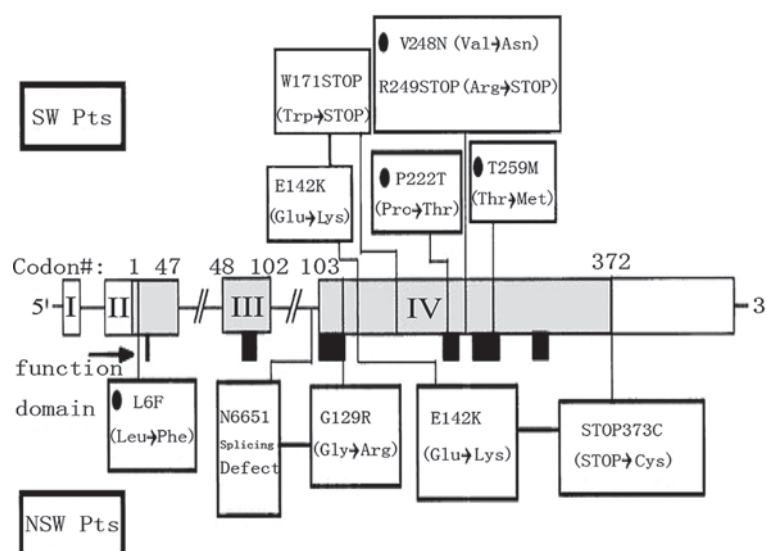 V248N (Val→Asn)
R249STOP(Arg→STOP)
W171STOP
(Trp→STOP)
SW Pts
E142K
(Glu→Lys)
P222T
(Pro→Thr)
T259M
(Thr→Met)
Codon#: 1 47 48 102 103 372
5' I II III IV 3
function
domain
L6F
(Leu→Phe)
N6651
Splicing
Defect
G129R
(Gly→Arg)
E142K
(Glu→Lys)
STOP373C
(STOP→Cys)
NSW Pts